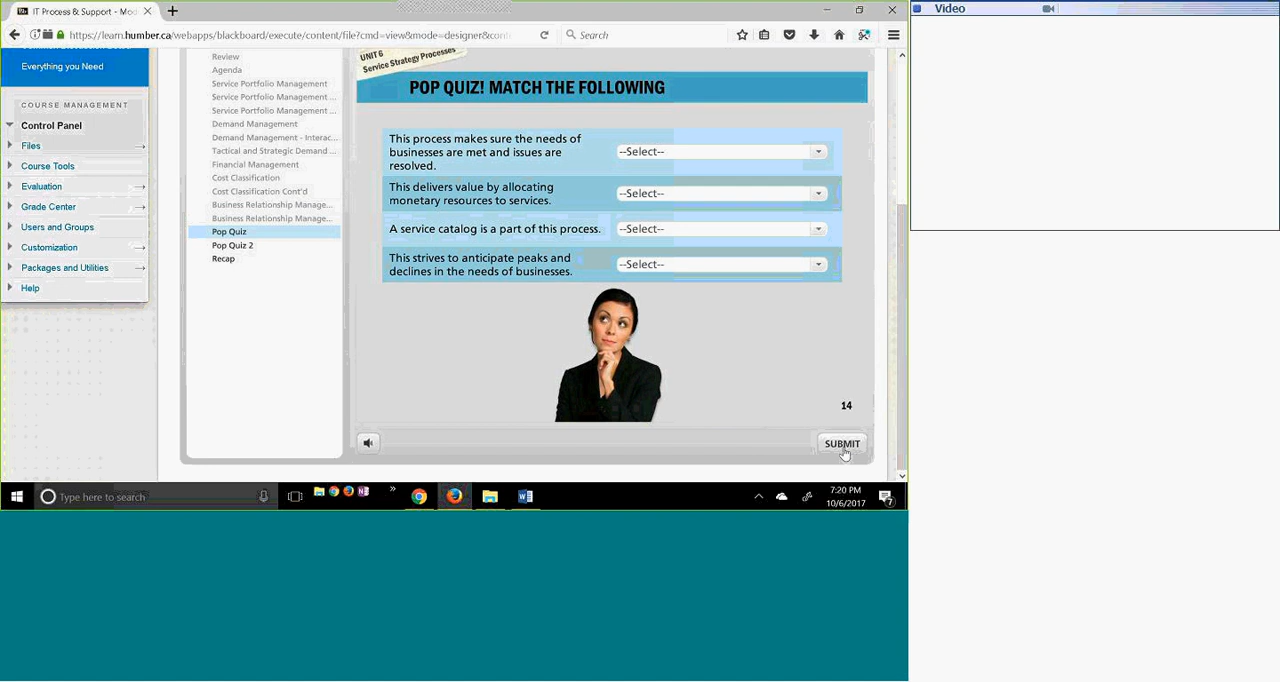 IT Process & Support - Mod
Video
https://learn.humber.ca/webapps/blackboard/execute/content/file?cmd=view&mode=designer&con
Search
Everything you Need
COURSE MANAGEMENT
Control Panel
Files
Course Tools
Evaluation
Grade Center
Users and Groups
Customization
Packages and Utilities
Help
Review
Agenda
Service Portfolio Management
Service Portfolio Management ...
Service Portfolio Management ...
Demand Management
Demand Management - Interac...
Tactical and Strategic Demand ...
Financial Management
Cost Classification
Cost Classification Cont'd
Business Relationship Manage...
Business Relationship Manage...
Pop Quiz
Pop Quiz 2
Recap
UNIT 6
Service Strategy Processes
POP QUIZ! MATCH THE FOLLOWING
This process makes sure the needs of
businesses are met and issues are
resolved.
--Select--
This delivers value by allocating
monetary resources to services.
--Select--
A service catalog is a part of this process.
--Select--
This strives to anticipate peaks and
declines in the needs of businesses.
--Select--
14
SUBMIT
Type here to search
7:20 PM
10/6/2017
7